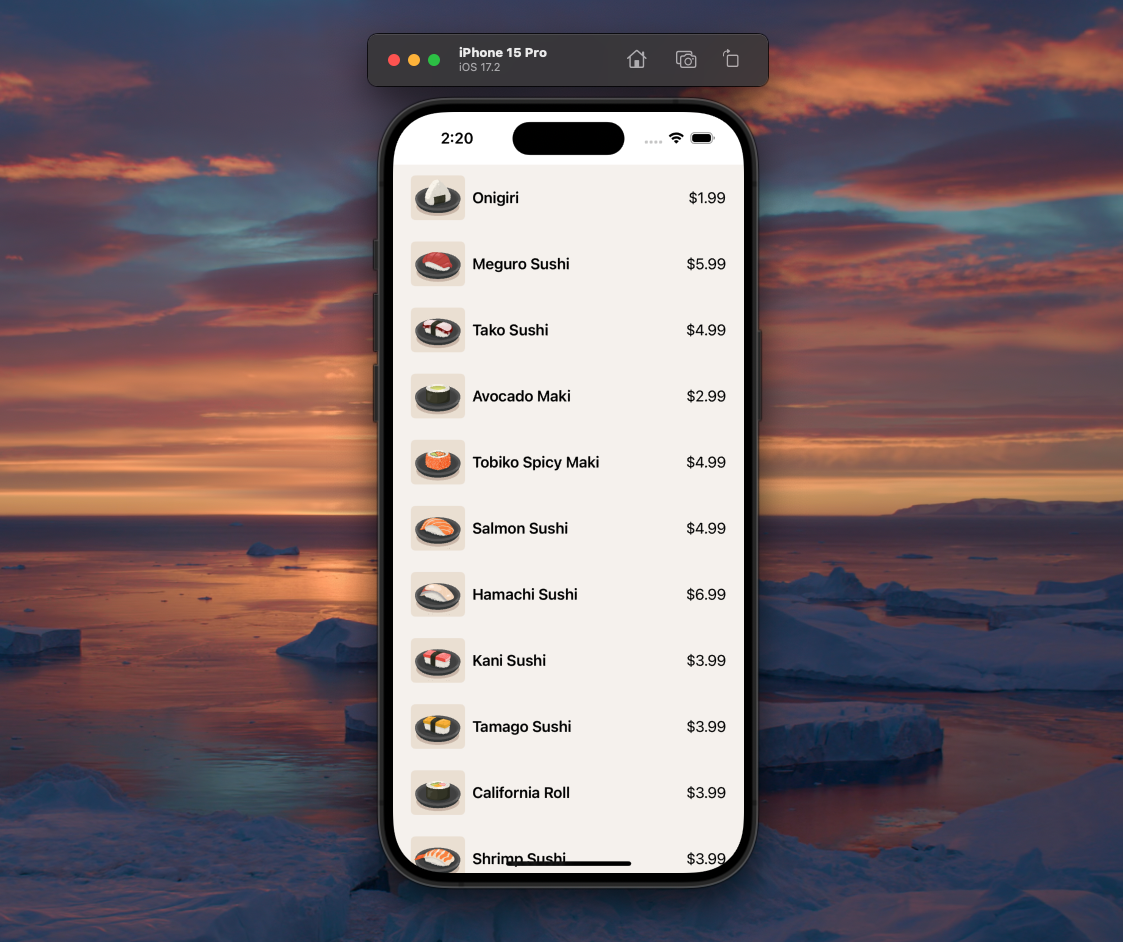 iPhone 15 Pro
iOS 17.2
2:20
Onigiri $1.99
Meguro Sushi $5.99
Tako Sushi $4.99
Avocado Maki $2.99
Tobiko Spicy Maki $4.99
Salmon Sushi $4.99
Hamachi Sushi $6.99
Kani Sushi $3.99
Tamago Sushi $3.99
California Roll $3.99
Shrimp Sushi $3.99